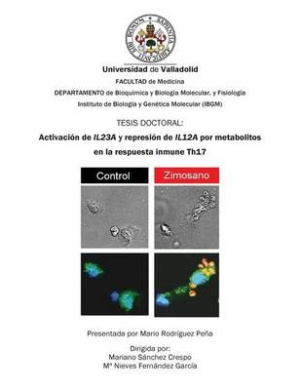 Universidad de Valladolid
FACULTAD de Medicina
DEPARTAMENTO de Bioquímica y Biología Molecular, y Fisiología
Instituto de Biología y Genética Molecular (IBGM)
TESIS DOCTORAL:
Activación de IL23A y represión de IL12A por metabolitos
en la respuesta inmune Th17
Control
Zimosano
Presentada por Mario Rodríguez Peña
Dirigida por:
Mariano Sánchez Crespo
Mª Nieves Fernández García